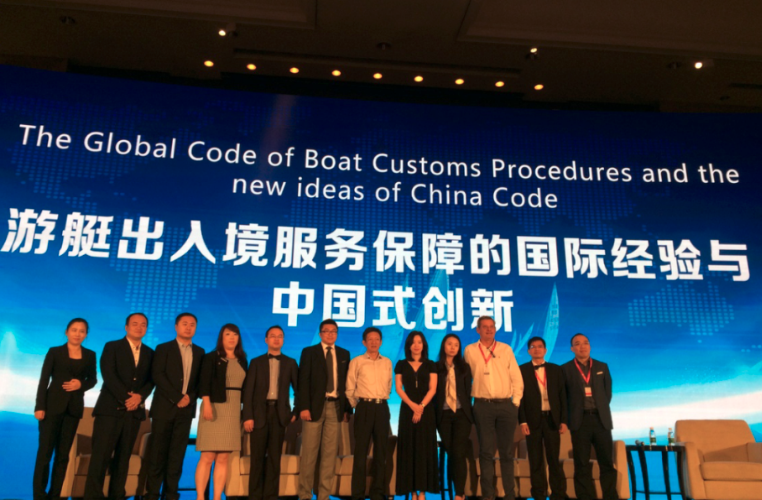 The Global Code of Boat Customs Procedures and the
new ideas of China Code
游艇出入境服务保障的国际经验与
中国式创新